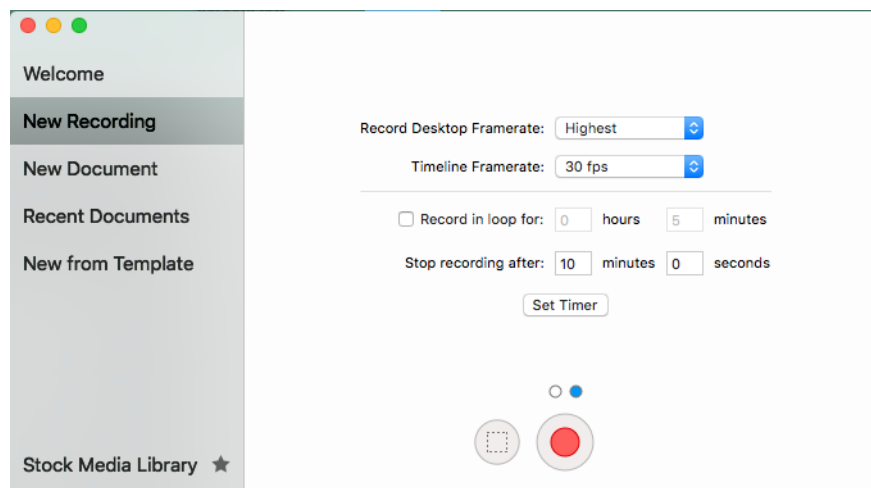 Welcome
New Recording
New Document
Recent Documents
New from Template
Stock Media Library
Record Desktop Framerate: Highest
Timeline Framerate: 30 fps
Record in loop for: 0 hours 5 minutes
Stop recording after: 10 minutes 0 seconds
Set Timer